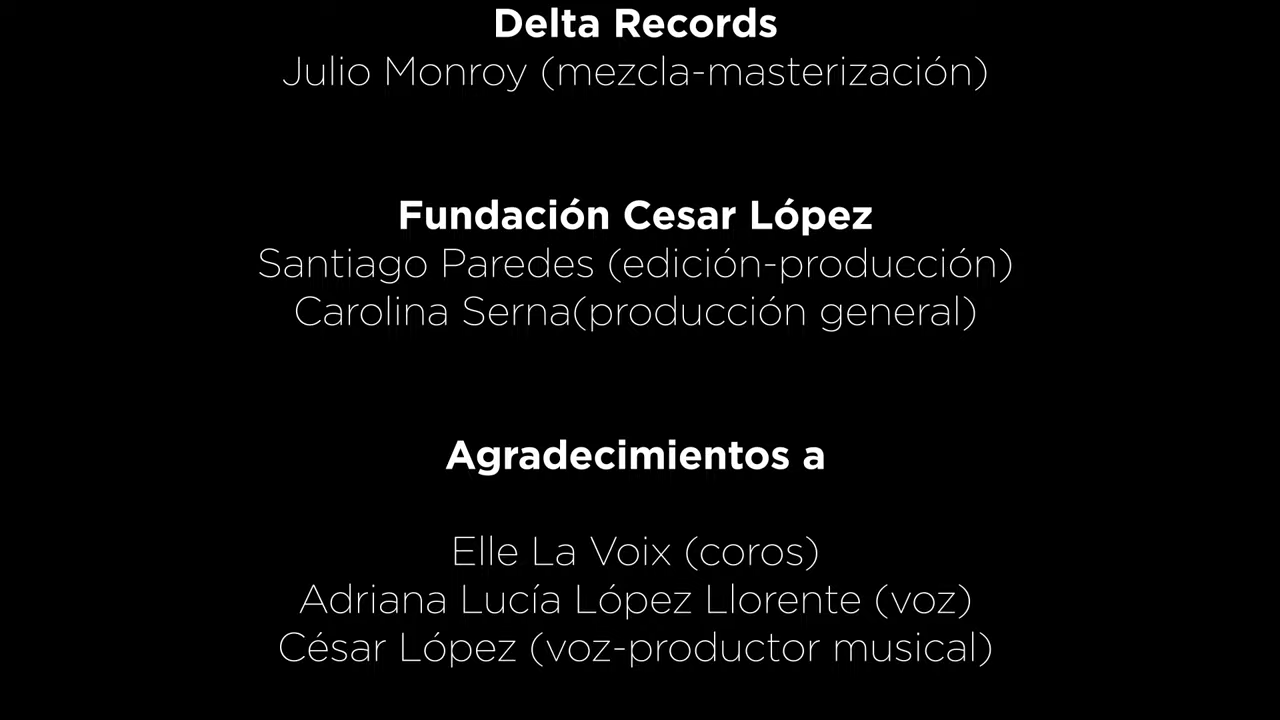 Delta Records
Julio Monroy (mezcla-masterización)
Fundación Cesar López
Santiago Paredes (edición-producción)
Carolina Serna(producción general)
Agradecimientos a
Elle La Voix (coros)
Adriana Lucía López Llorente (voz)
César López (voz-productor musical)